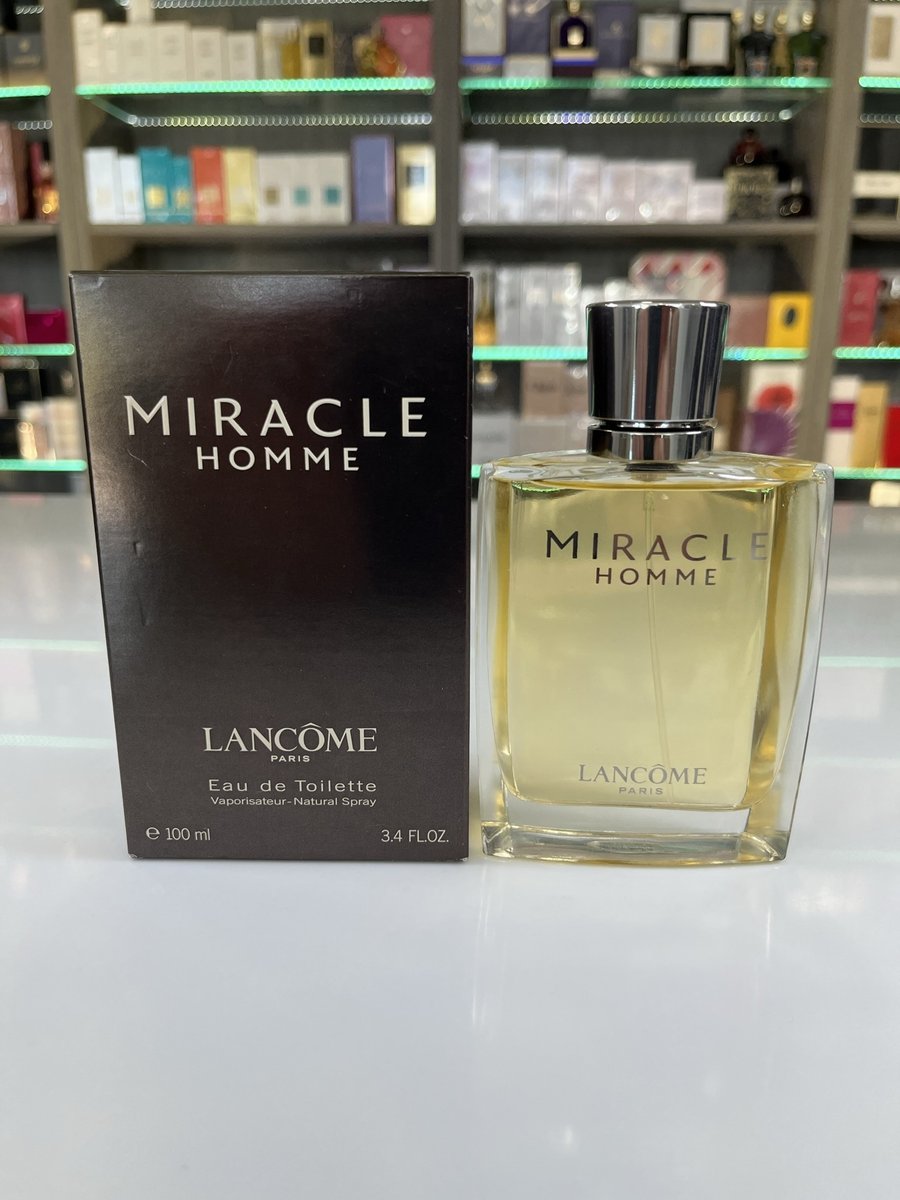 MIRACLE
HOMME
LANCÔME
PARIS
Eau de Toilette
Vaporisateur-Natural Spray
e 100 ml
3.4 FL.OZ.
MIRACLE
HOMME
LANCÔME
PARIS